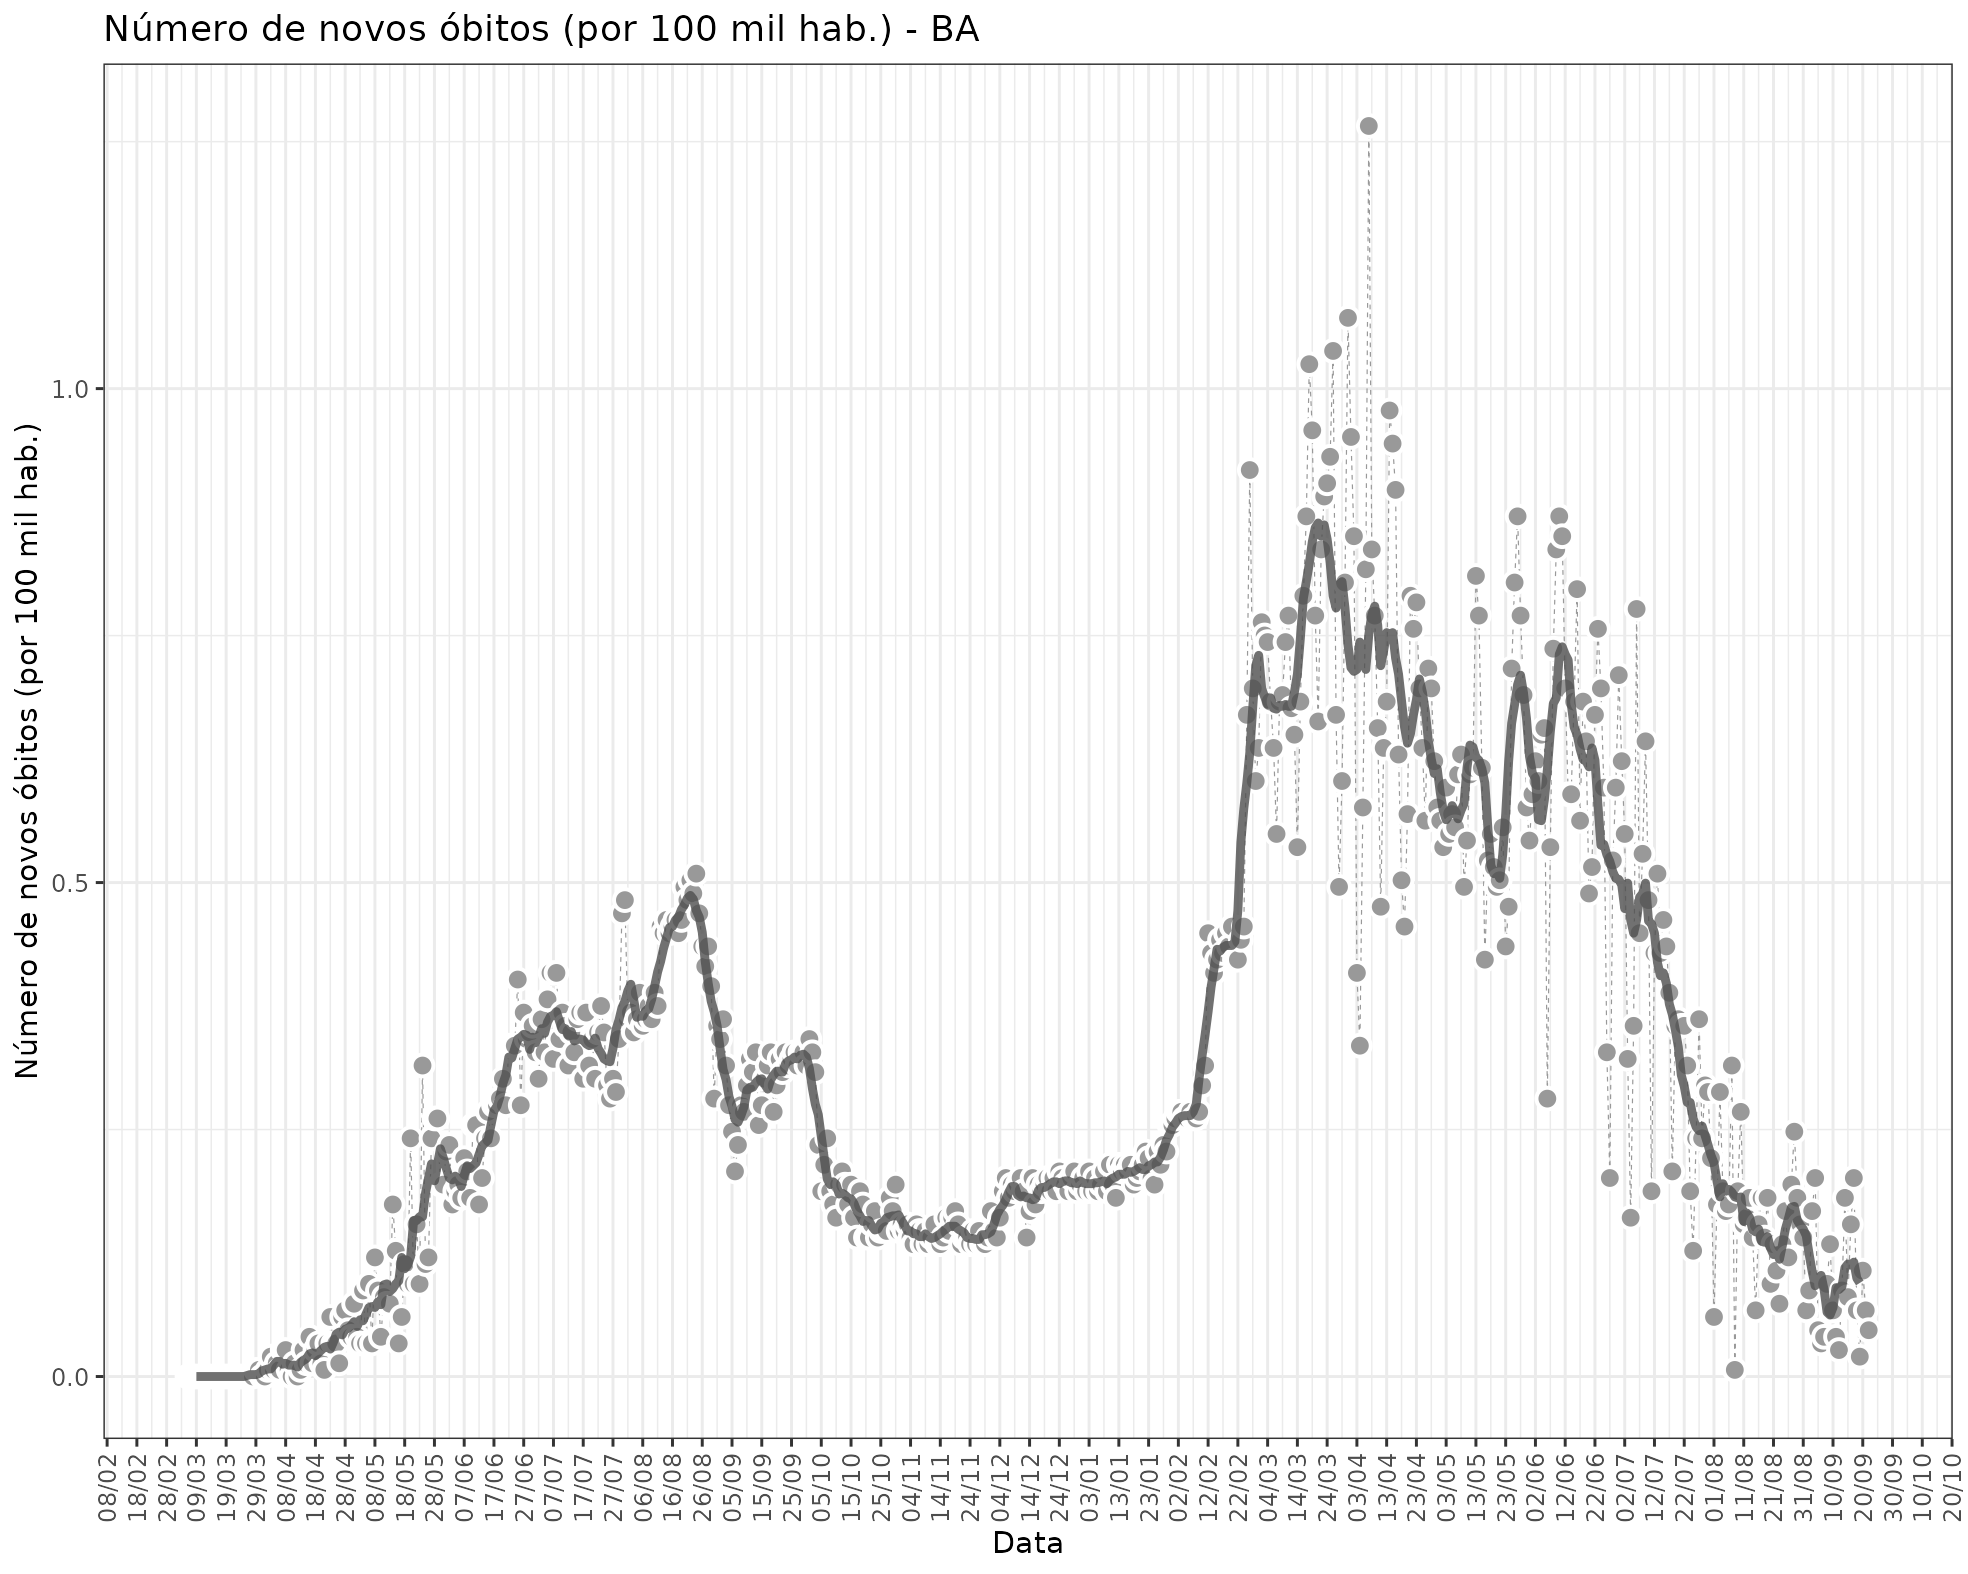 Número de novos óbitos (por 100 mil hab.) - BA
Número de novos óbitos (por 100 mil hab.)
1.0
0.5
0.0
08/02 18/02 28/02 09/03 19/03 29/03 08/04 18/04 28/04 08/05 18/05 28/05 07/06 17/06 27/06 07/07 17/07 27/07 06/08 16/08 26/08 05/09 15/09 25/09 05/10 15/10 25/10 04/11 14/11 24/11 04/12 14/12 24/12 03/01 13/01 23/01 02/02 12/02 22/02 04/03 14/03 24/03 03/04 13/04 23/04 03/05 13/05 23/05 02/06 12/06 22/06 02/07 12/07 22/07 01/08 11/08 21/08 31/08 10/09 20/09 30/09 10/10 20/10
Data